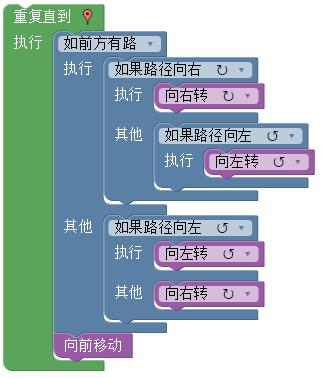 重复直到
执行 如前方有路
执行 如果路径向右 ↻
执行 向右转 ↻
其他 如果路径向左 ↺
执行 向左转 ↺
其他 如果路径向左 ↺
执行 向左转 ↺
其他 向右转 ↻
向前移动